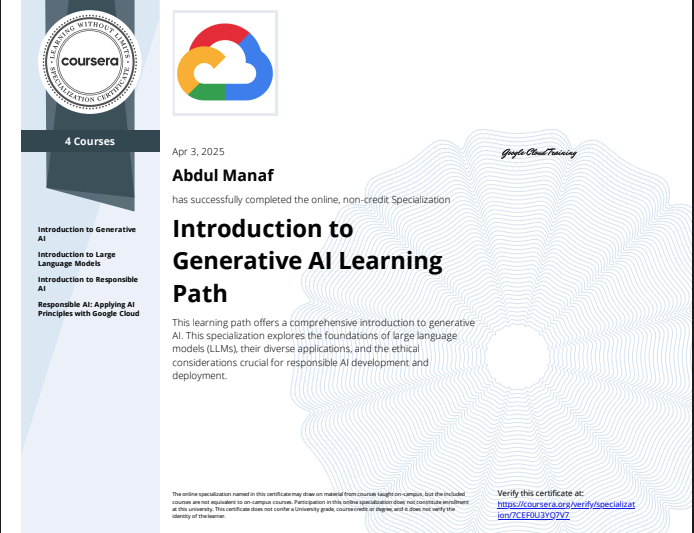 LEARNING WITHOUT LIMITS
coursera
SPECIALIZATION CERTIFICATE
4 Courses
Introduction to Generative
AI
Introduction to Large
Language Models
Introduction to Responsible
AI
Responsible AI: Applying AI
Principles with Google Cloud
Apr 3, 2025
Abdul Manaf
has successfully completed the online, non-credit Specialization
Introduction to
Generative AI Learning
Path
This learning path offers a comprehensive introduction to generative
AI. This specialization explores the foundations of large language
models (LLMs), their diverse applications, and the ethical
considerations crucial for responsible AI development and
deployment.
Google Cloud Training
The online specialization named in this certificate may draw on material from courses taught on-campus, but the included
courses are not equivalent to on-campus courses. Participation in this online specialization does not constitute enrollment
at this university. This certificate does not confer a University grade, course credit or degree, and it does not verify the
identity of the learner.
Verify this certificate at:
https://coursera.org/verify/specializat
ion/7CEF0U3YQ7V7